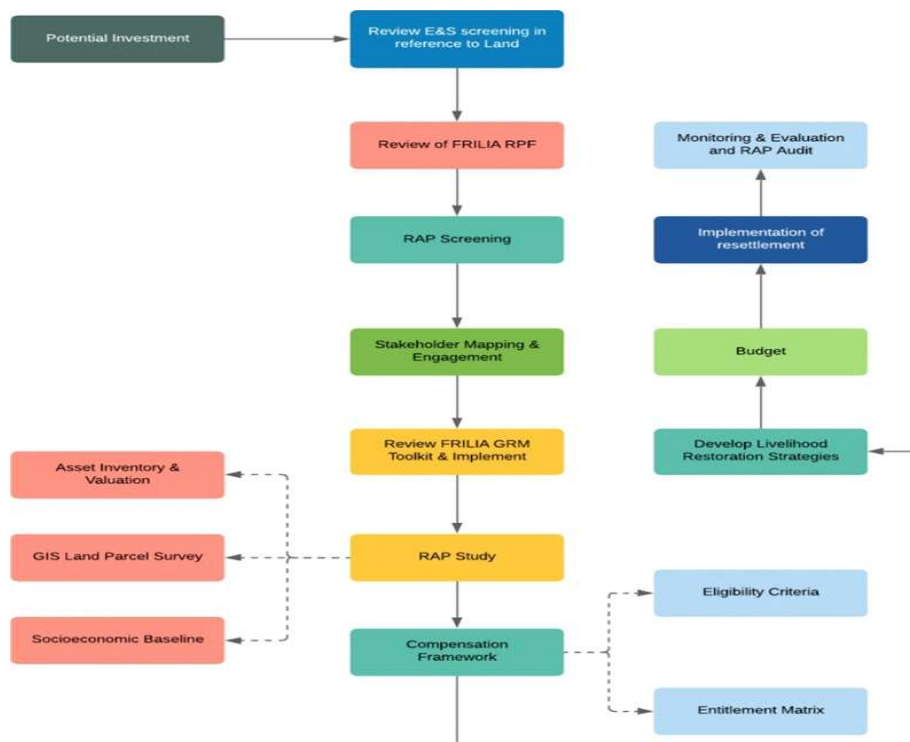 Potential Investment
Review E&S screening in
reference to Land
Review of FRILIA RPF
RAP Screening
Stakeholder Mapping &
Engagement
Review FRILIA GRM
Toolkit & Implement
RAP Study
Asset Inventory &
Valuation
GIS Land Parcel Survey
Socioeconomic Baseline
Compensation
Framework
Eligibility Criteria
Entitlement Matrix
Develop Livelihood
Restoration Strategies
Budget
Implementation of
resettlement
Monitoring & Evaluation
and RAP Audit